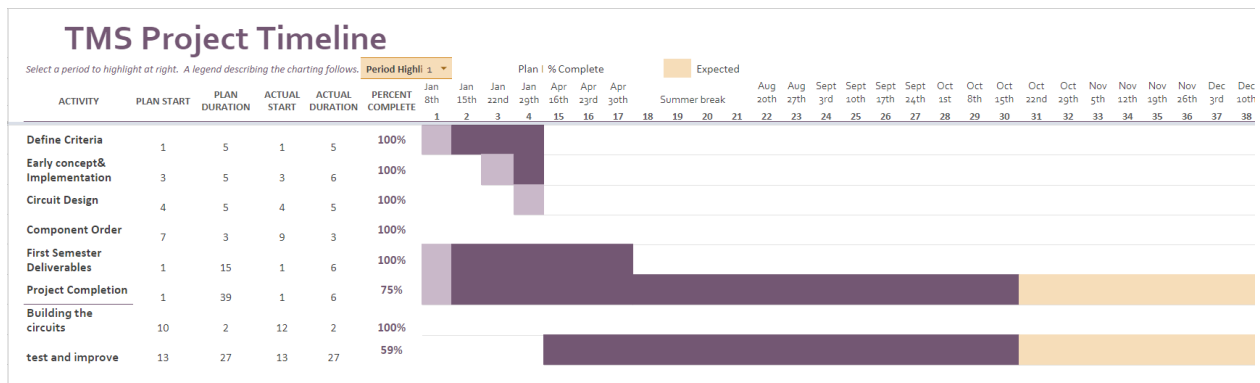 TMS Project Timeline
Select a period to highlight at right. A legend describing the charting follows. Period Highli 1 Plan % Complete Expected
ACTIVITY PLAN START PLAN DURATION ACTUAL START ACTUAL DURATION PERCENT COMPLETE Jan 8th Jan 15th Jan 22nd Jan 29th Apr 16th Apr 23rd Apr 30th Summer break Aug 20th Aug 27th Sept 3rd Sept 10th Sept 17th Sept 24th Oct 1st Oct 8th Oct 15th Oct 22nd Oct 29th Nov 5th Nov 12th Nov 19th Nov 26th Dec 3rd Dec 10th
1 2 3 4 15 16 17 18 19 20 21 22 23 24 25 26 27 28 29 30 31 32 33 34 35 36 37 38
Define Criteria 1 5 1 5 100%
Early concept& Implementation 3 5 3 6 100%
Circuit Design 4 5 4 5 100%
Component Order 7 3 9 3 100%
First Semester Deliverables 1 15 1 6 100%
Project Completion 1 39 1 6 75%
Building the circuits 10 2 12 2 100%
test and improve 13 27 13 27 59%